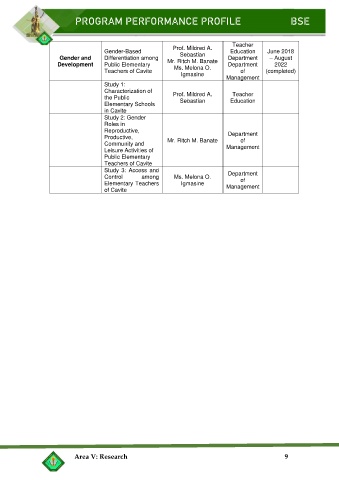 PROGRAM PERFORMANCE PROFILE BSE
Gender and
Development
Gender-Based
Differentiation among
Public Elementary
Teachers of Cavite
Prof. Mildred A.
Sebastian
Mr. Ritch M. Banate
Ms. Melona O.
Igmasine
Teacher
Education
Department
Department
of
Management
June 2018
– August
2022
(completed)
Study 1:
Characterization of
the Public
Elementary Schools
in Cavite
Prof. Mildred A.
Sebastian
Teacher
Education
Study 2: Gender
Roles in
Reproductive,
Productive,
Community and
Leisure Activities of
Public Elementary
Teachers of Cavite
Mr. Ritch M. Banate
Department
of
Management
Study 3: Access and
Control among
Elementary Teachers
of Cavite
Ms. Melona O.
Igmasine
Department
of
Management
Area V: Research 9